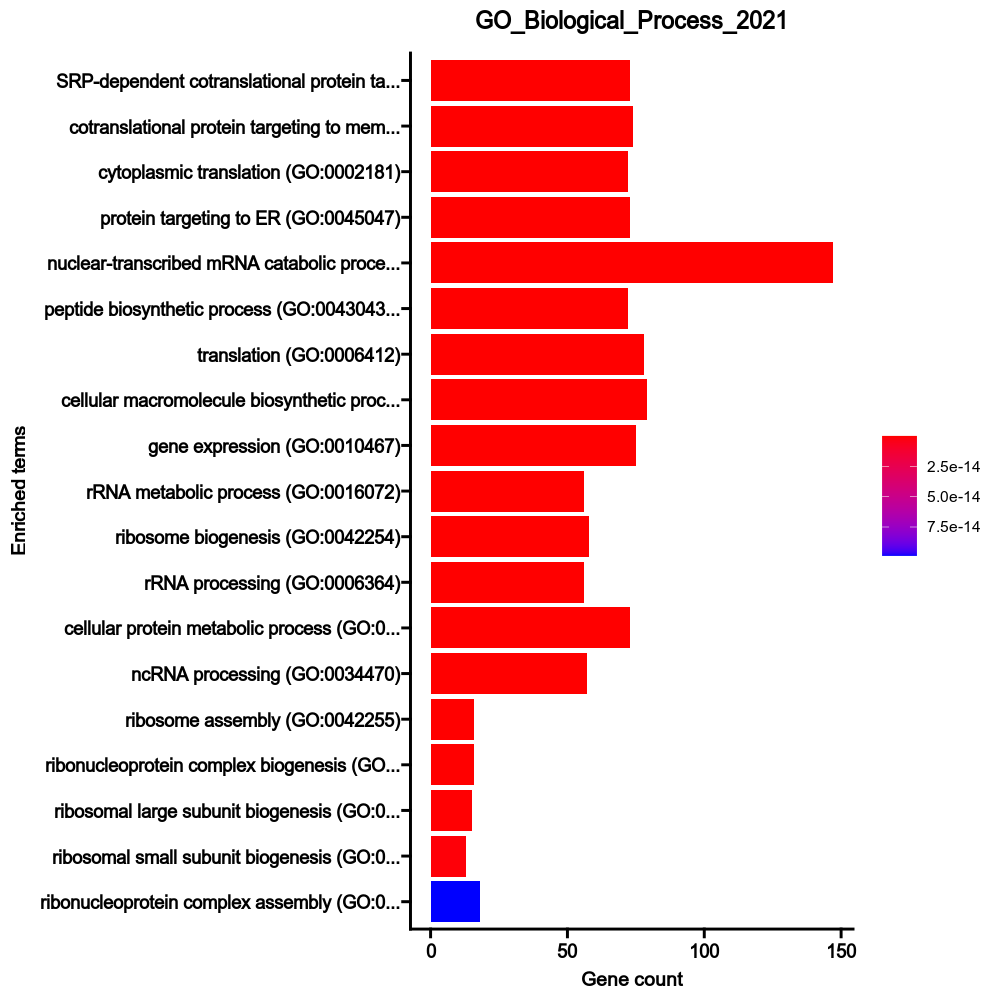 GO_Biological_Process_2021
SRP-dependent cotranslational protein ta...
cotranslational protein targeting to mem...
cytoplasmic translation (GO:0002181)
protein targeting to ER (GO:0045047)
nuclear-transcribed mRNA catabolic proce...
peptide biosynthetic process (GO:0043043...
translation (GO:0006412)
cellular macromolecule biosynthetic proc...
gene expression (GO:0010467)
rRNA metabolic process (GO:0016072)
ribosome biogenesis (GO:0042254)
rRNA processing (GO:0006364)
cellular protein metabolic process (GO:0...
ncRNA processing (GO:0034470)
ribosome assembly (GO:0042255)
ribonucleoprotein complex biogenesis (GO...
ribosomal large subunit biogenesis (GO:0...
ribosomal small subunit biogenesis (GO:0...
ribonucleoprotein complex assembly (GO:0...
Enriched terms
0 50 100 150
Gene count
2.5e-14
5.0e-14
7.5e-14